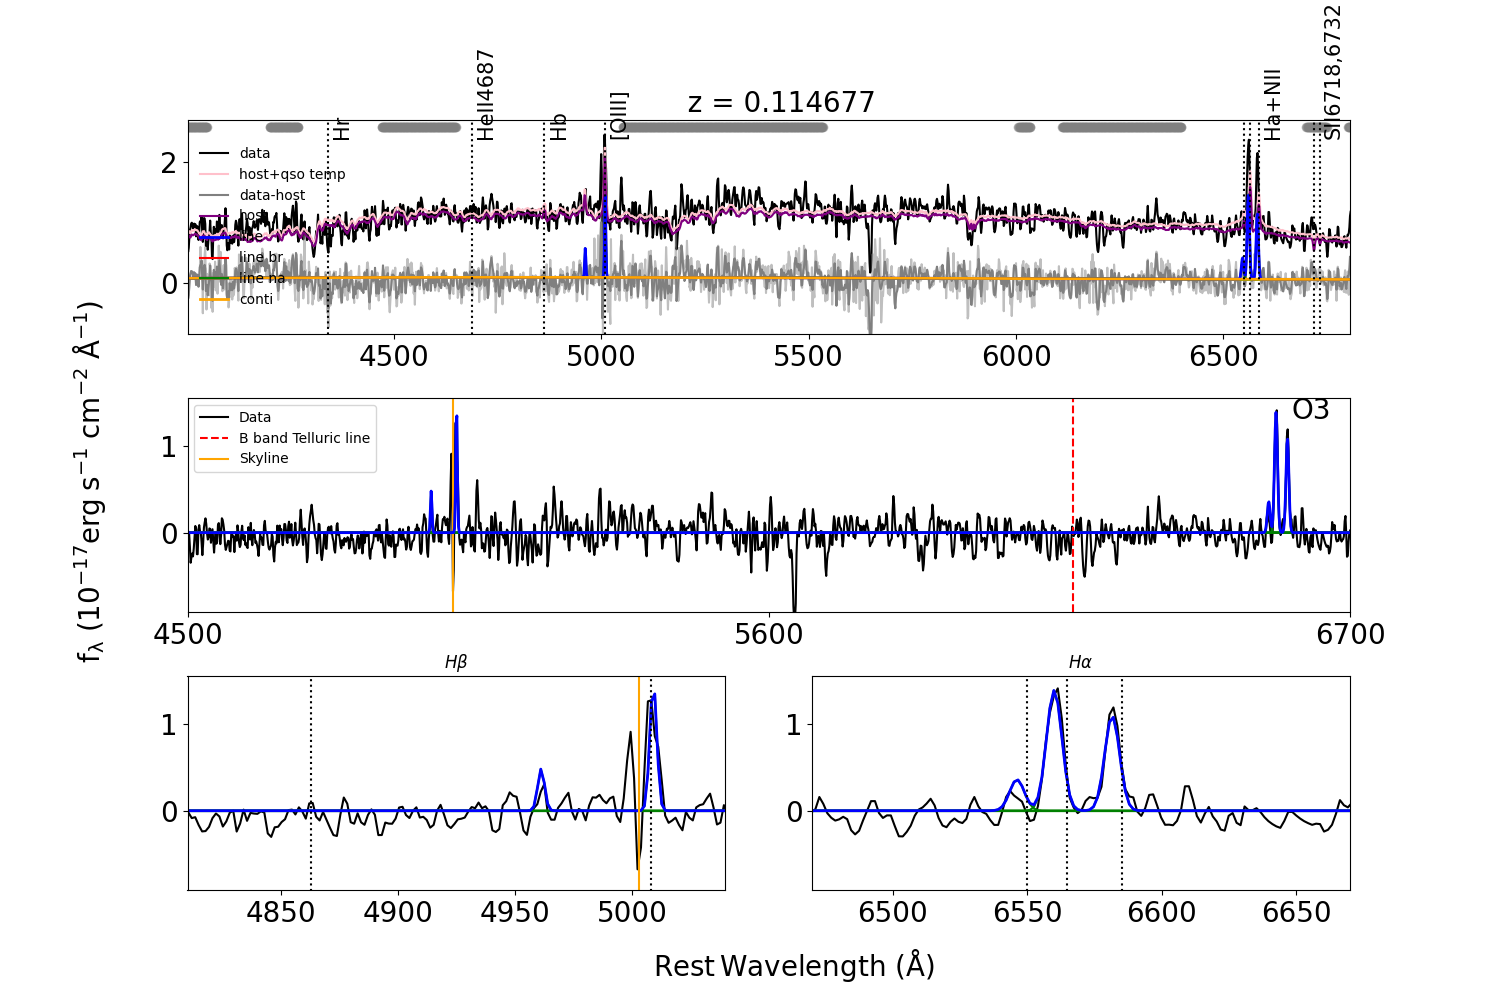 z = 0.114677
Hr
HeII4687
Hb
[OIII]
Ha+NII
SII6718,6732
data
host+qso temp
data-host
host
line br
line na
conti
2
0
4500
5000
5500
6000
6500
fλ (10−17erg s−1 cm−2 Å−1)
Data
B band Telluric line
Skyline
O3
1
0
4500
5600
6700
Hβ
1
0
4850
4900
4950
5000
Hα
1
0
6500
6550
6600
6650
Rest Wavelength (Å)